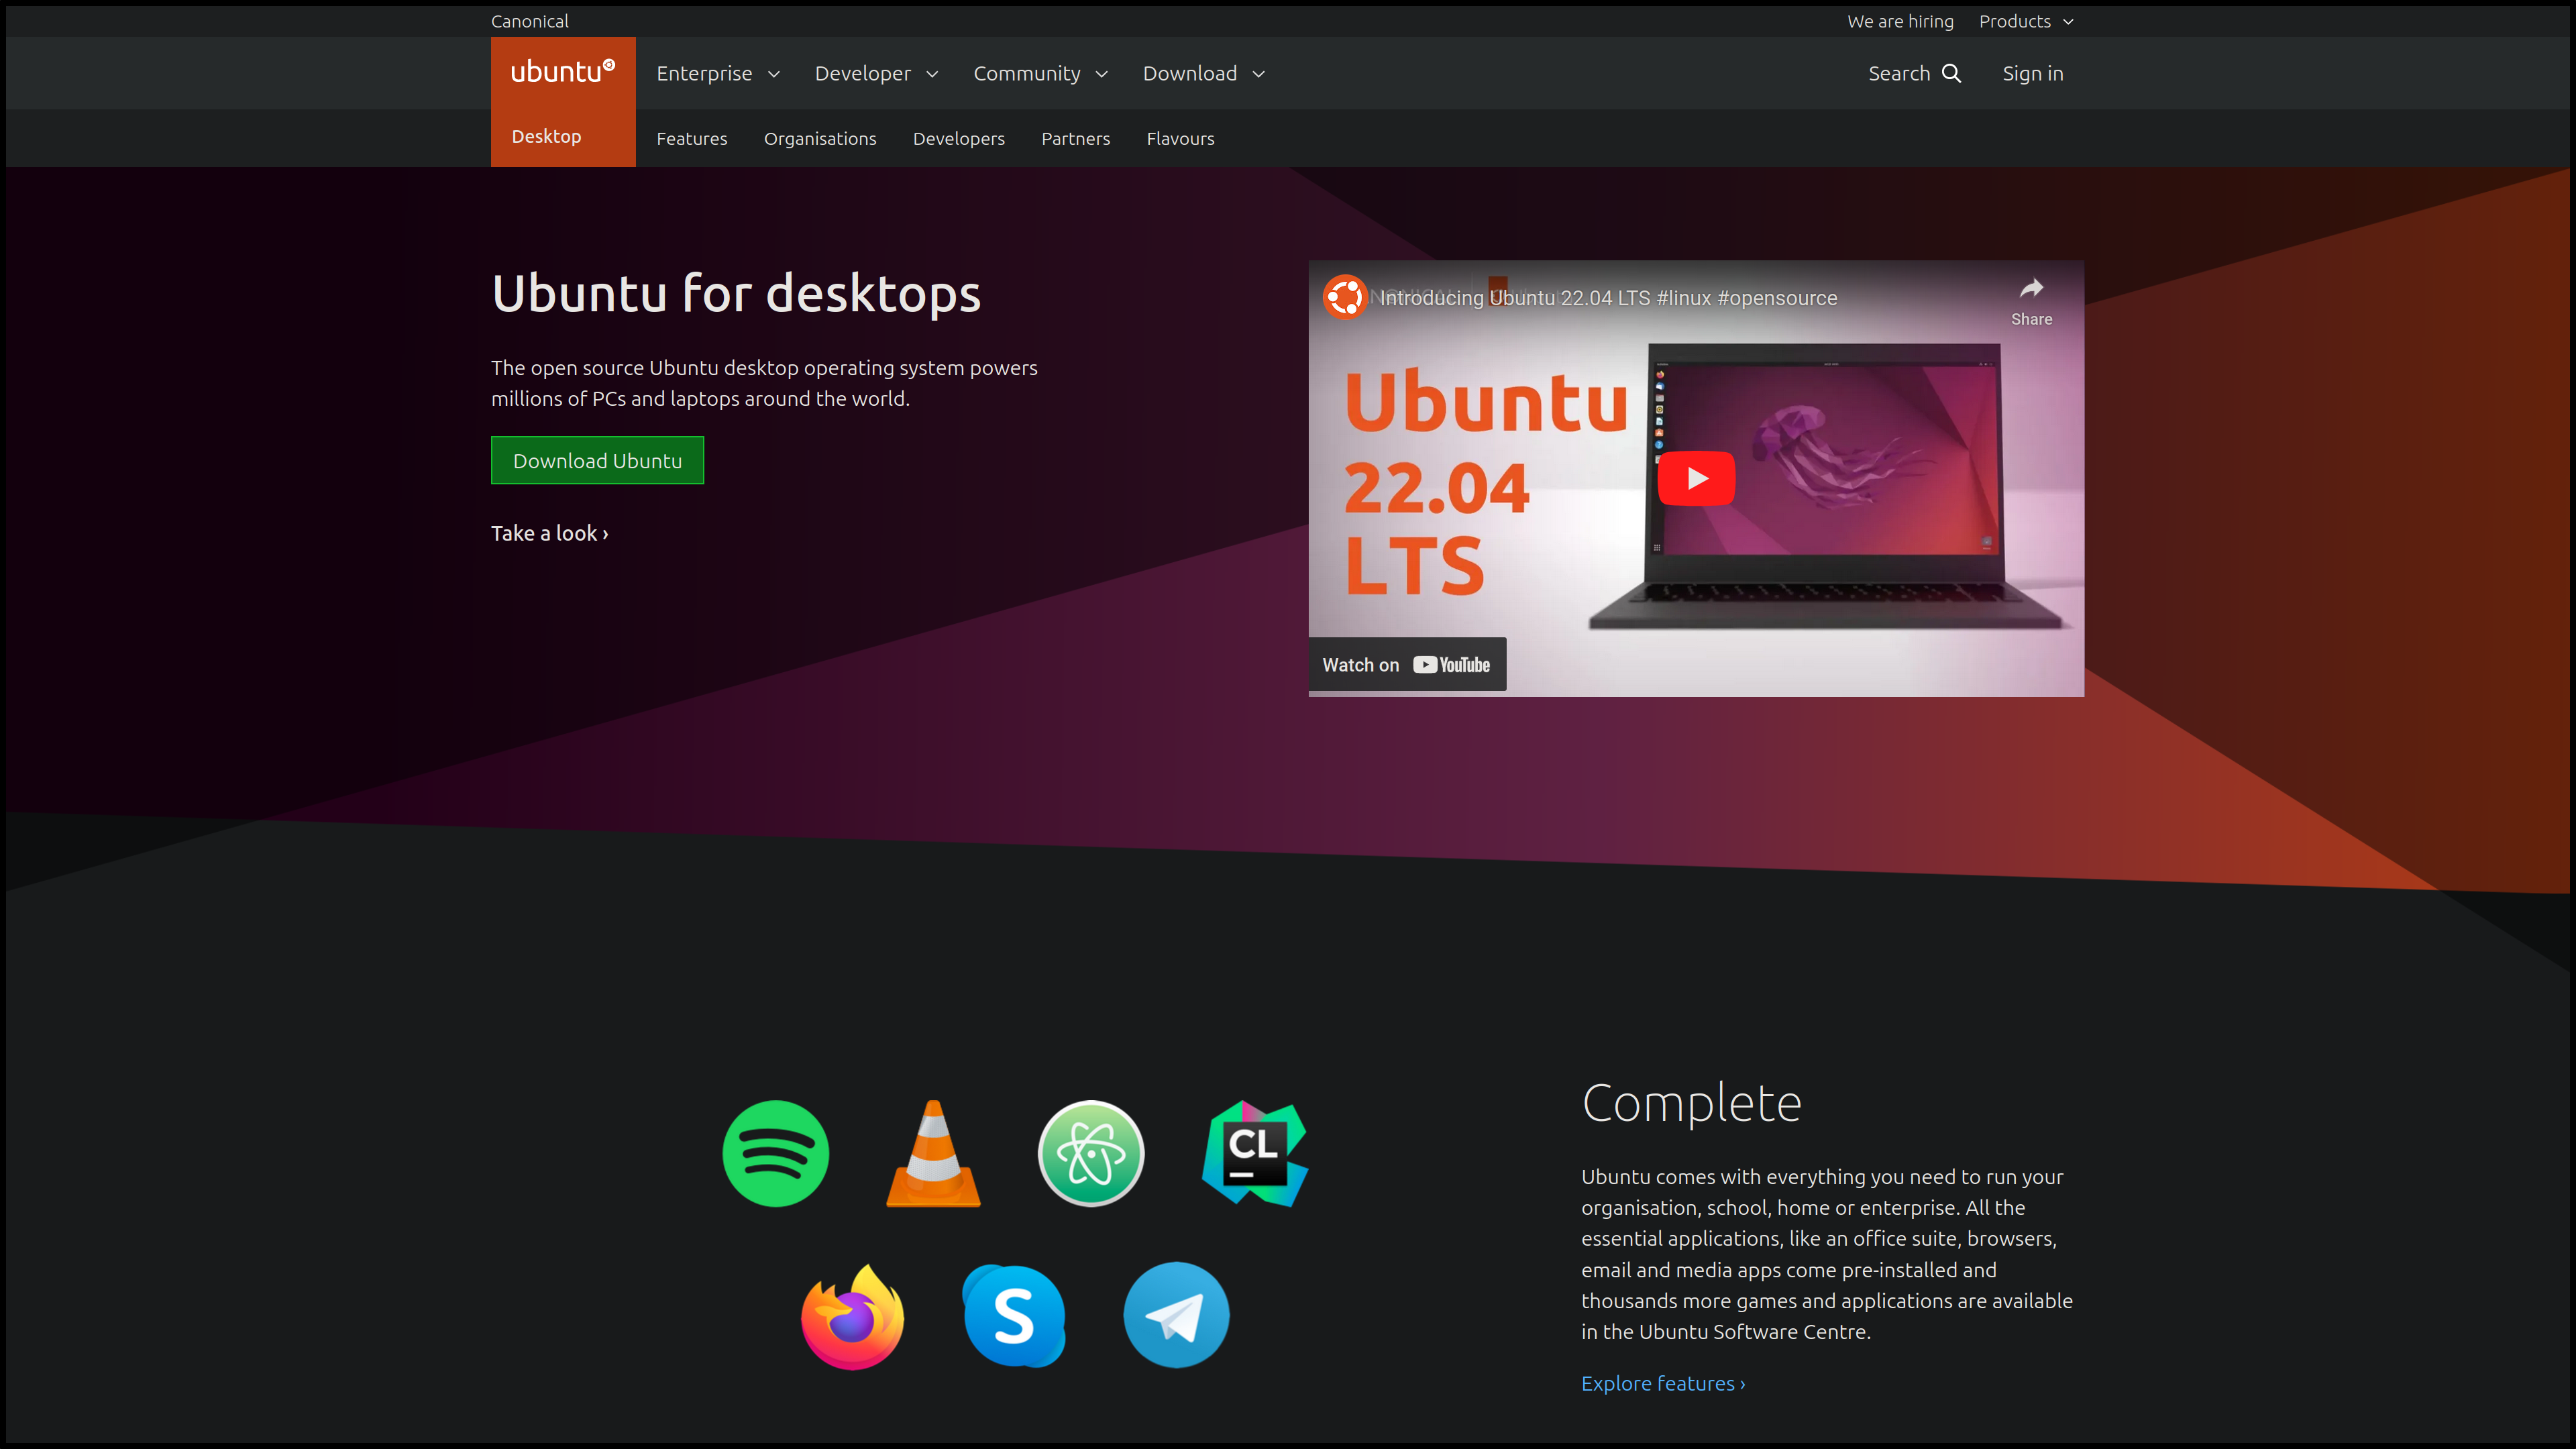 Canonical
We are hiring
Products
ubuntu
Enterprise
Developer
Community
Download
Search
Sign in
Desktop
Features
Organisations
Developers
Partners
Flavours
Ubuntu for desktops
The open source Ubuntu desktop operating system powers
millions of PCs and laptops around the world.
Download Ubuntu
Take a look ›
Introducing Ubuntu 22.04 LTS #linux #opensource
Share
Ubuntu
22.04
LTS
Watch on YouTube
CL
S
Complete
Ubuntu comes with everything you need to run your
organisation, school, home or enterprise. All the
essential applications, like an office suite, browsers,
email and media apps come pre-installed and
thousands more games and applications are available
in the Ubuntu Software Centre.
Explore features ›